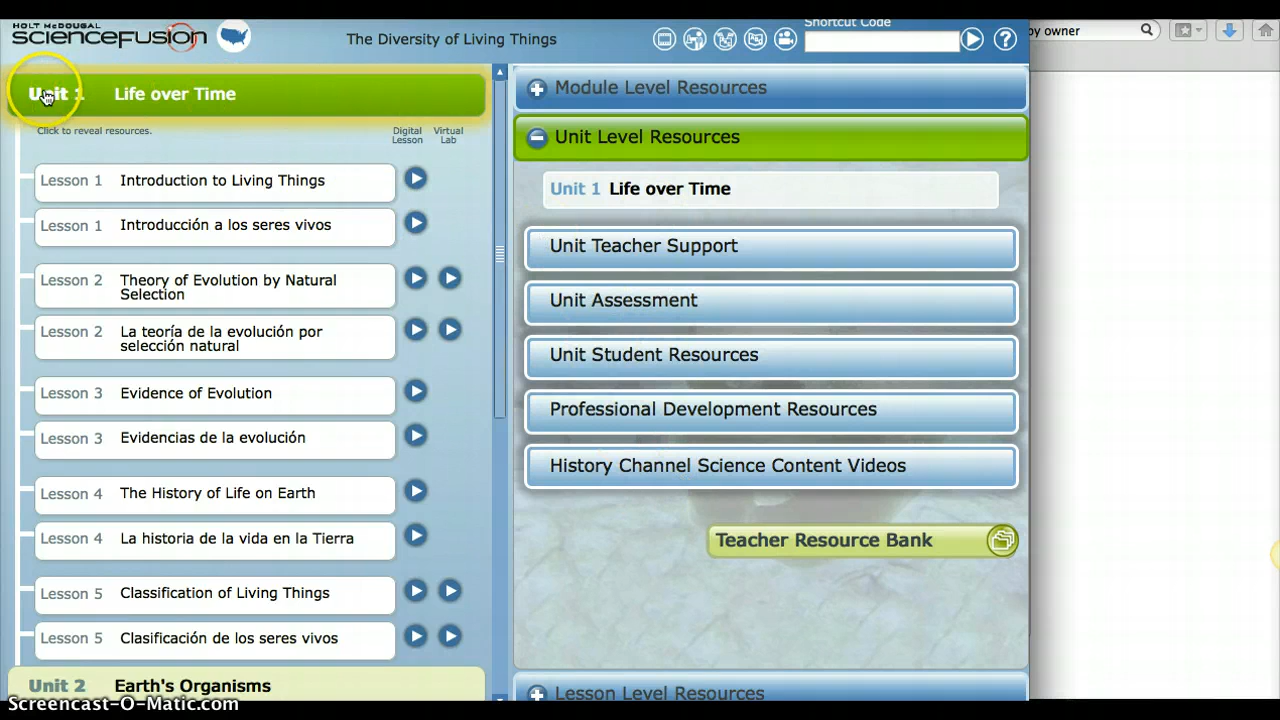 HOLT McDOUGAL
SCIENCEFUSION
The Diversity of Living Things
Shortcut Code
by owner
Unit 1 Life over Time
Click to reveal resources.
Digital Lesson
Virtual Lab
Lesson 1 Introduction to Living Things
Lesson 1 Introducción a los seres vivos
Lesson 2 Theory of Evolution by Natural
Selection
Lesson 2 La teoría de la evolución por
selección natural
Lesson 3 Evidence of Evolution
Lesson 3 Evidencias de la evolución
Lesson 4 The History of Life on Earth
Lesson 4 La historia de la vida en la Tierra
Lesson 5 Classification of Living Things
Lesson 5 Clasificación de los seres vivos
Unit 2 Earth's Organisms
Module Level Resources
Unit Level Resources
Unit 1 Life over Time
Unit Teacher Support
Unit Assessment
Unit Student Resources
Professional Development Resources
History Channel Science Content Videos
Teacher Resource Bank
Lesson Level Resources
Screencast-O-Matic.com